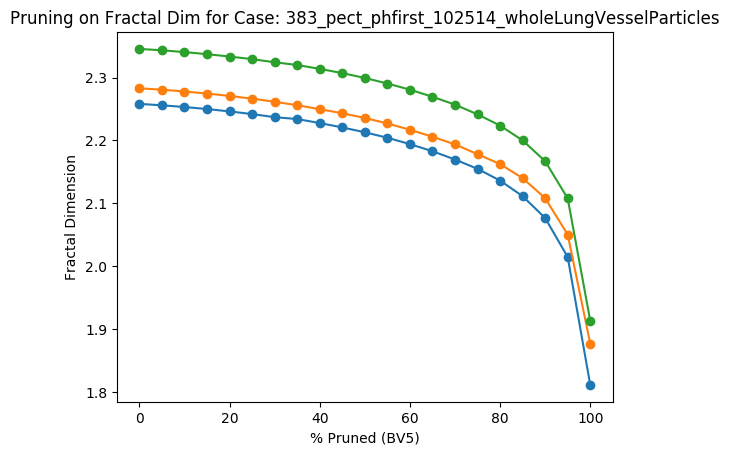 Pruning on Fractal Dim for Case: 383_pect_phfirst_102514_wholeLungVesselParticles
Fractal Dimension
2.3
2.2
2.1
2.0
1.9
1.8
0 20 40 60 80 100
% Pruned (BV5)